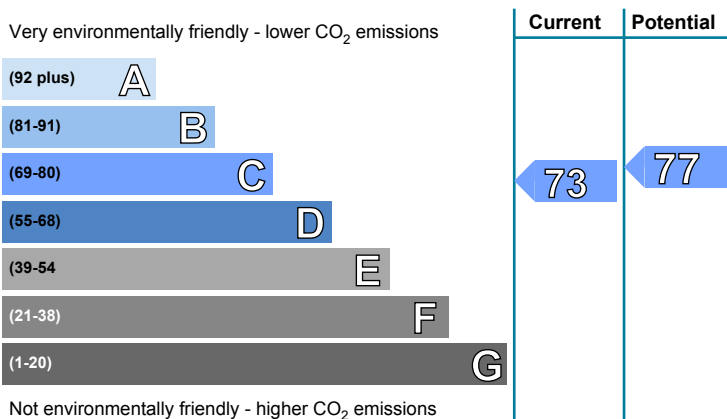 Current Potential
Very environmentally friendly - lower CO2 emissions
(92 plus) A
(81-91) B
(69-80) C
73 77
(55-68) D
(39-54 E
(21-38) F
(1-20) G
Not environmentally friendly - higher CO2 emissions